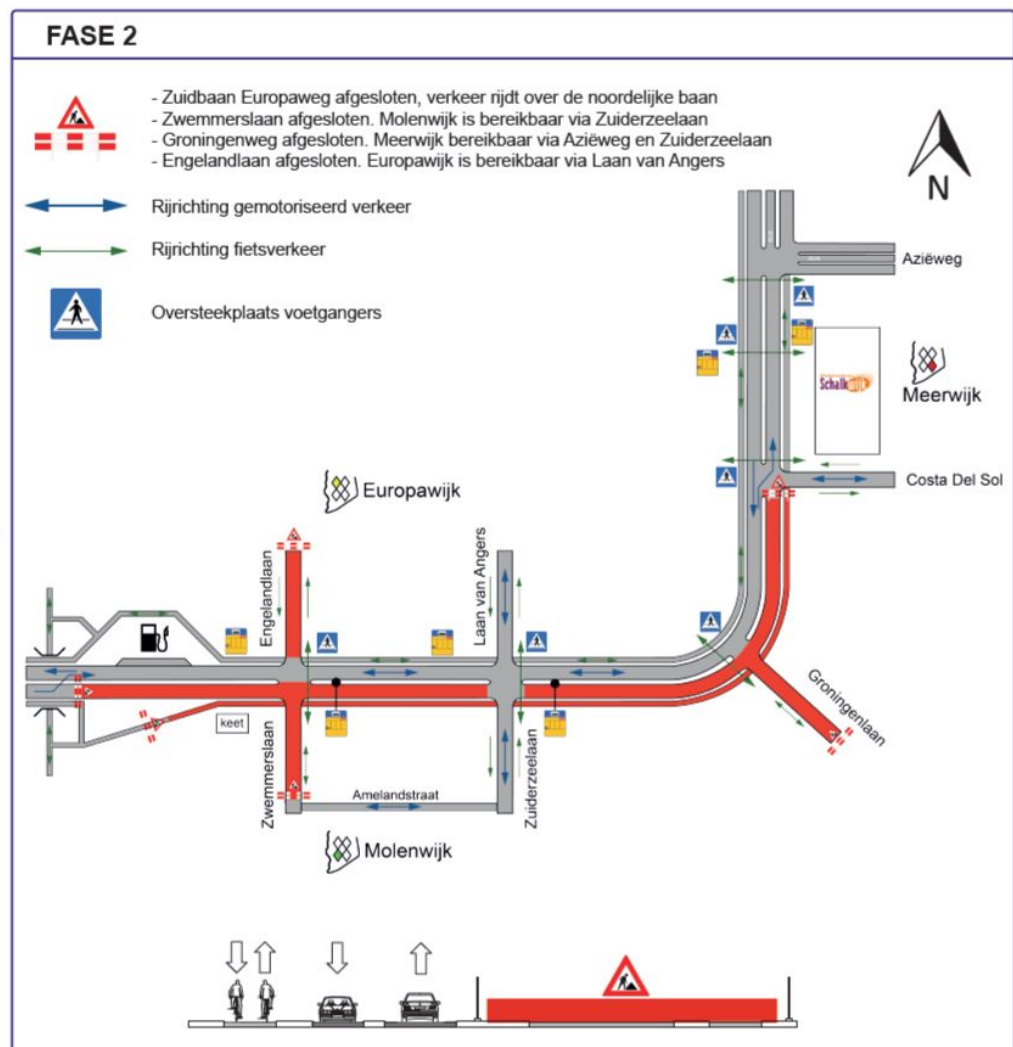 FASE 2
- Zuidbaan Europaweg afgesloten, verkeer rijdt over de noordelijke baan
- Zwemmerslaan afgesloten. Molenwijk is bereikbaar via Zuiderzeelaan
- Groningenweg afgesloten. Meerwijk bereikbaar via Aziëweg en Zuiderzeelaan
- Engelandlaan afgesloten. Europawijk is bereikbaar via Laan van Angers
Rijrichting gemotoriseerd verkeer
N
Rijrichting fietsverkeer
Aziëweg
Oversteekplaats voetgangers
Schalkwijk
Meerwijk
Costa Del Sol
Europawijk
Engelandlaan
Laan van Angers
Groningenlaan
keet
Zwemmerslaan
Amelandstraat
Zuiderzeelaan
Molenwijk